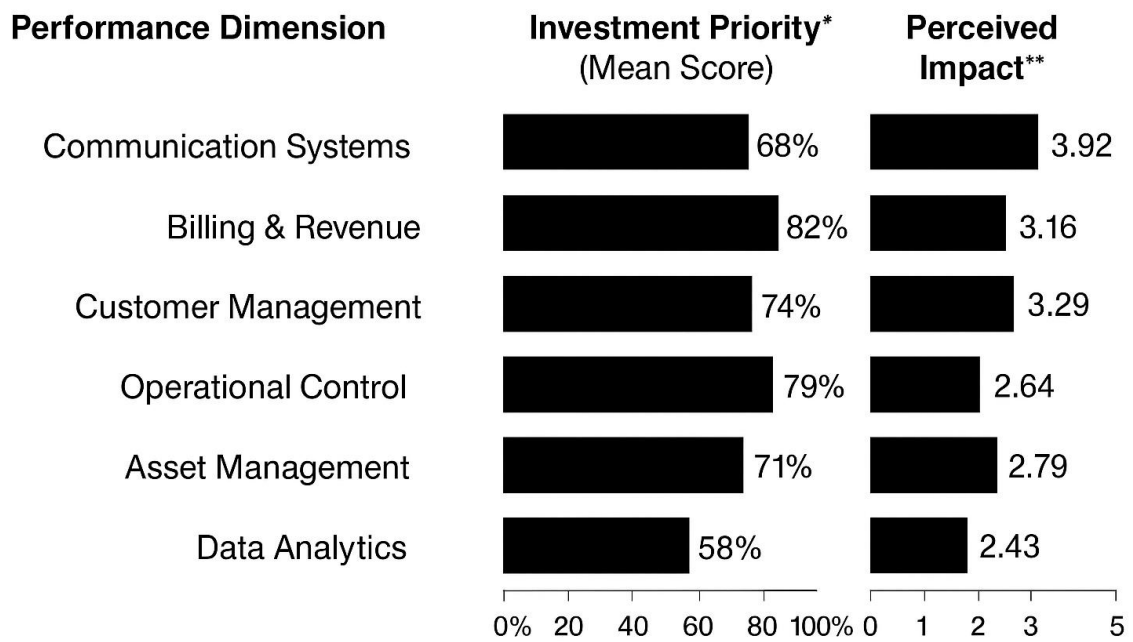 Performance Dimension Investment Priority* Perceived
(Mean Score) Impact**
Communication Systems 68% 3.92
Billing & Revenue 82% 3.16
Customer Management 74% 3.29
Operational Control 79% 2.64
Asset Management 71% 2.79
Data Analytics 58% 2.43
0% 20 40 60 80 100% 0 1 2 3 5